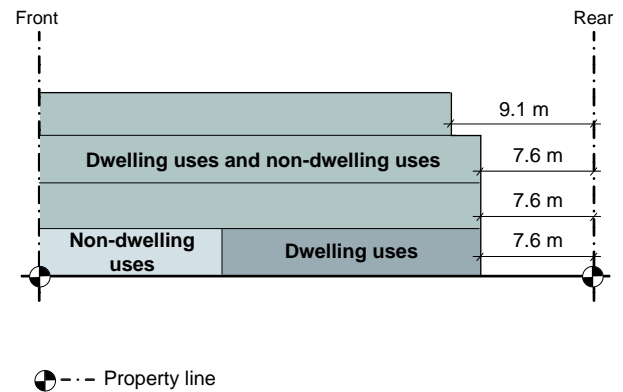 Front
Rear
9.1 m
Dwelling uses and non-dwelling uses
7.6 m
7.6 m
Non-dwelling
uses
Dwelling uses
7.6 m
Property line